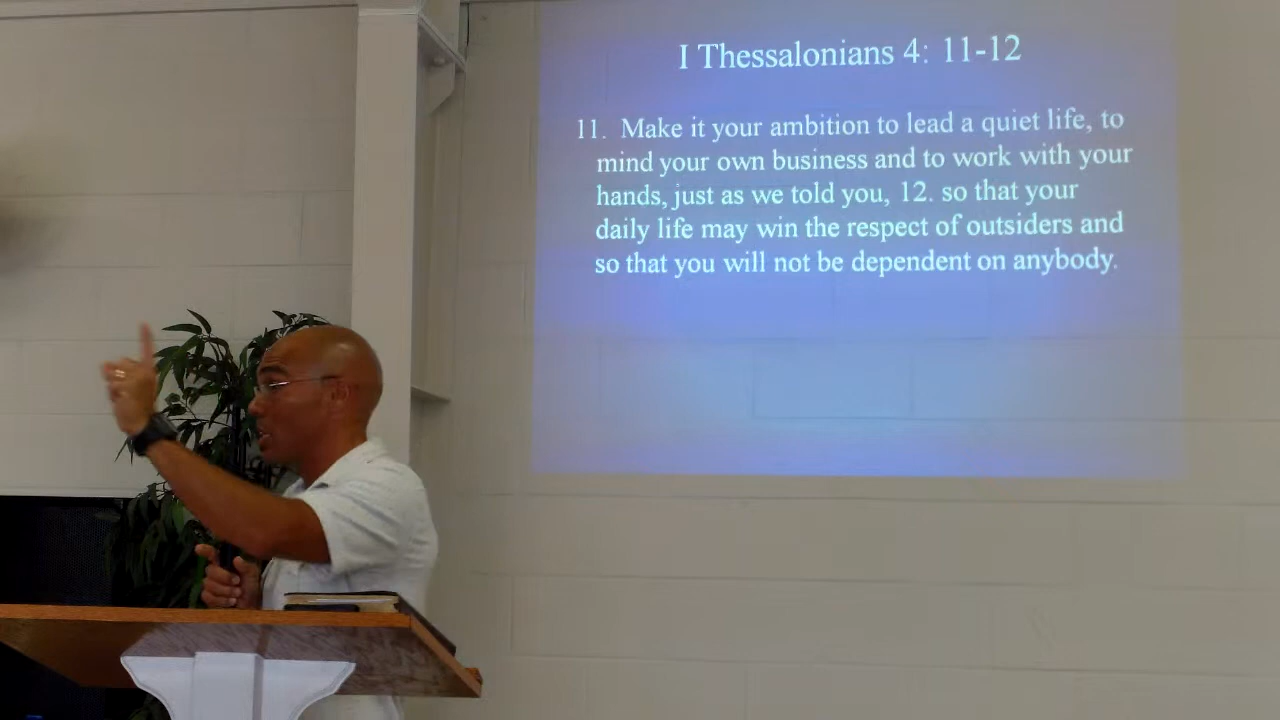 I Thessalonians 4: 11-12
11. Make it your ambition to lead a quiet life, to
mind your own business and to work with your
hands, just as we told you, 12. so that your
daily life may win the respect of outsiders and
so that you will not be dependent on anybody.